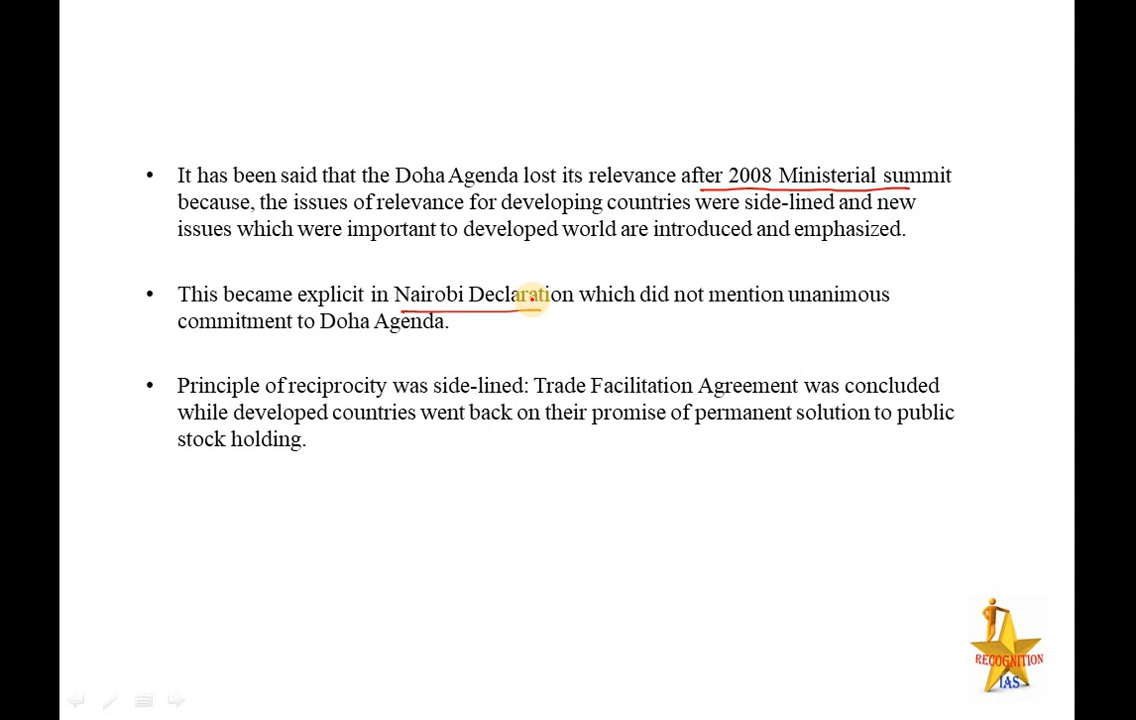 • It has been said that the Doha Agenda lost its relevance after 2008 Ministerial summit
because, the issues of relevance for developing countries were side-lined and new
issues which were important to developed world are introduced and emphasized.
• This became explicit in Nairobi Declaration which did not mention unanimous
commitment to Doha Agenda.
• Principle of reciprocity was side-lined: Trade Facilitation Agreement was concluded
while developed countries went back on their promise of permanent solution to public
stock holding.
RECOGNITION
IAS